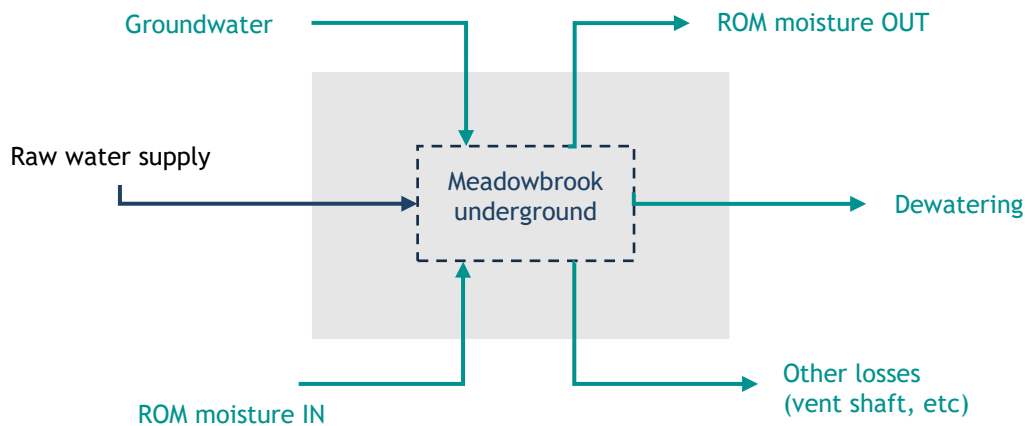 Groundwater
ROM moisture OUT
Raw water supply
Meadowbrook
underground
Dewatering
ROM moisture IN
Other losses
(vent shaft, etc)